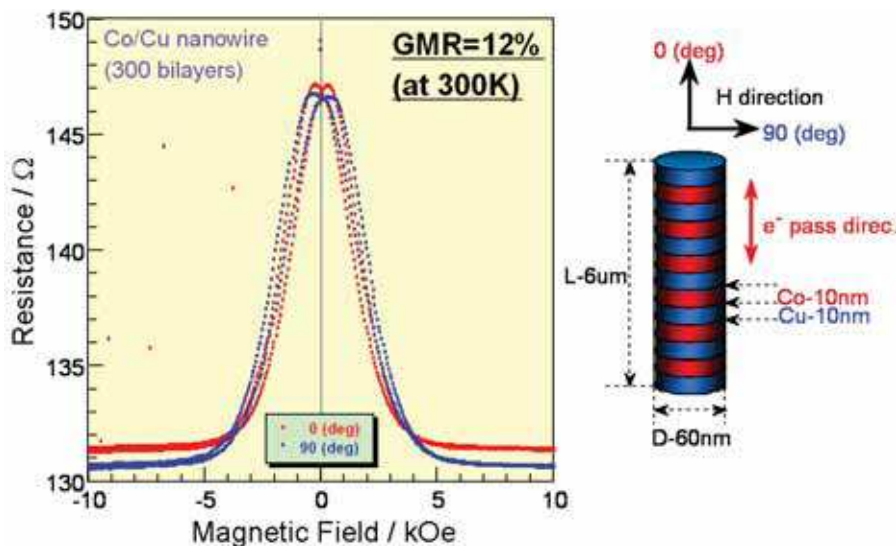 150
145
140
135
130
-10
-5
0
5
10
Resistance / Ω
Magnetic Field / kOe
Co/Cu nanowire
(300 bilayers)
GMR=12%
(at 300K)
0 (deg)
90 (deg)
0 (deg)
H direction
90 (deg)
e⁻ pass direc.
L-6um
Co-10nm
Cu-10nm
D-60nm